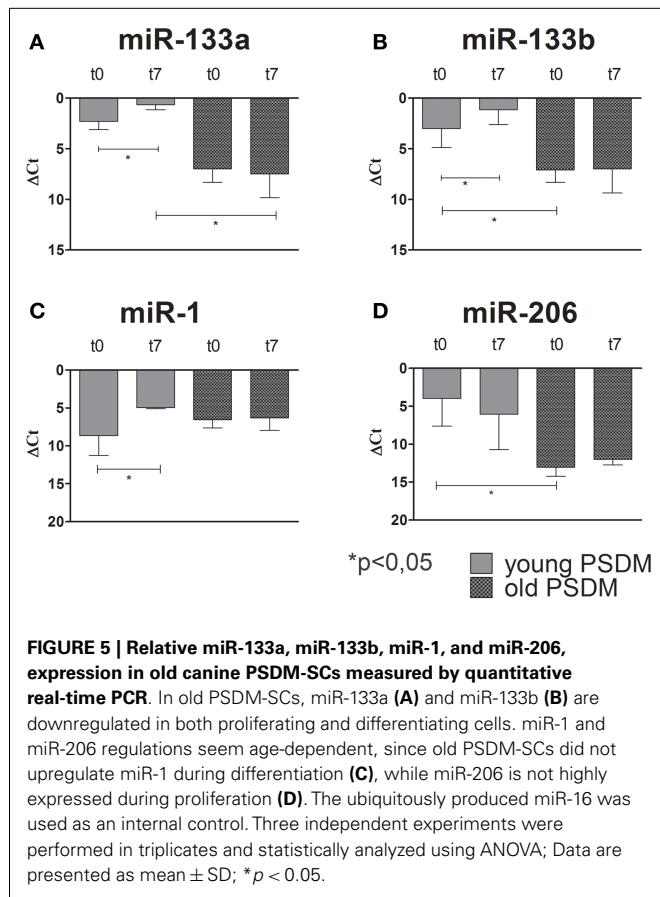 A miR-133a
t0 t7 t0 t7
0
5
10
15
ΔCt
*
*
B miR-133b
t0 t7 t0 t7
0
5
10
15
ΔCt
*
*
C miR-1
t0 t7 t0 t7
0
5
10
15
20
ΔCt
*
D miR-206
t0 t7 t0 t7
0
5
10
15
20
ΔCt
*
*p<0,05
young PSDM
old PSDM
FIGURE 5 | Relative miR-133a, miR-133b, miR-1, and miR-206,
expression in old canine PSDM-SCs measured by quantitative
real-time PCR. In old PSDM-SCs, miR-133a (A) and miR-133b (B) are
downregulated in both proliferating and differentiating cells. miR-1 and
miR-206 regulations seem age-dependent, since old PSDM-SCs did not
upregulate miR-1 during differentiation (C), while miR-206 is not highly
expressed during proliferation (D). The ubiquitously produced miR-16 was
used as an internal control. Three independent experiments were
performed in triplicates and statistically analyzed using ANOVA; Data are
presented as mean ± SD; *p < 0.05.